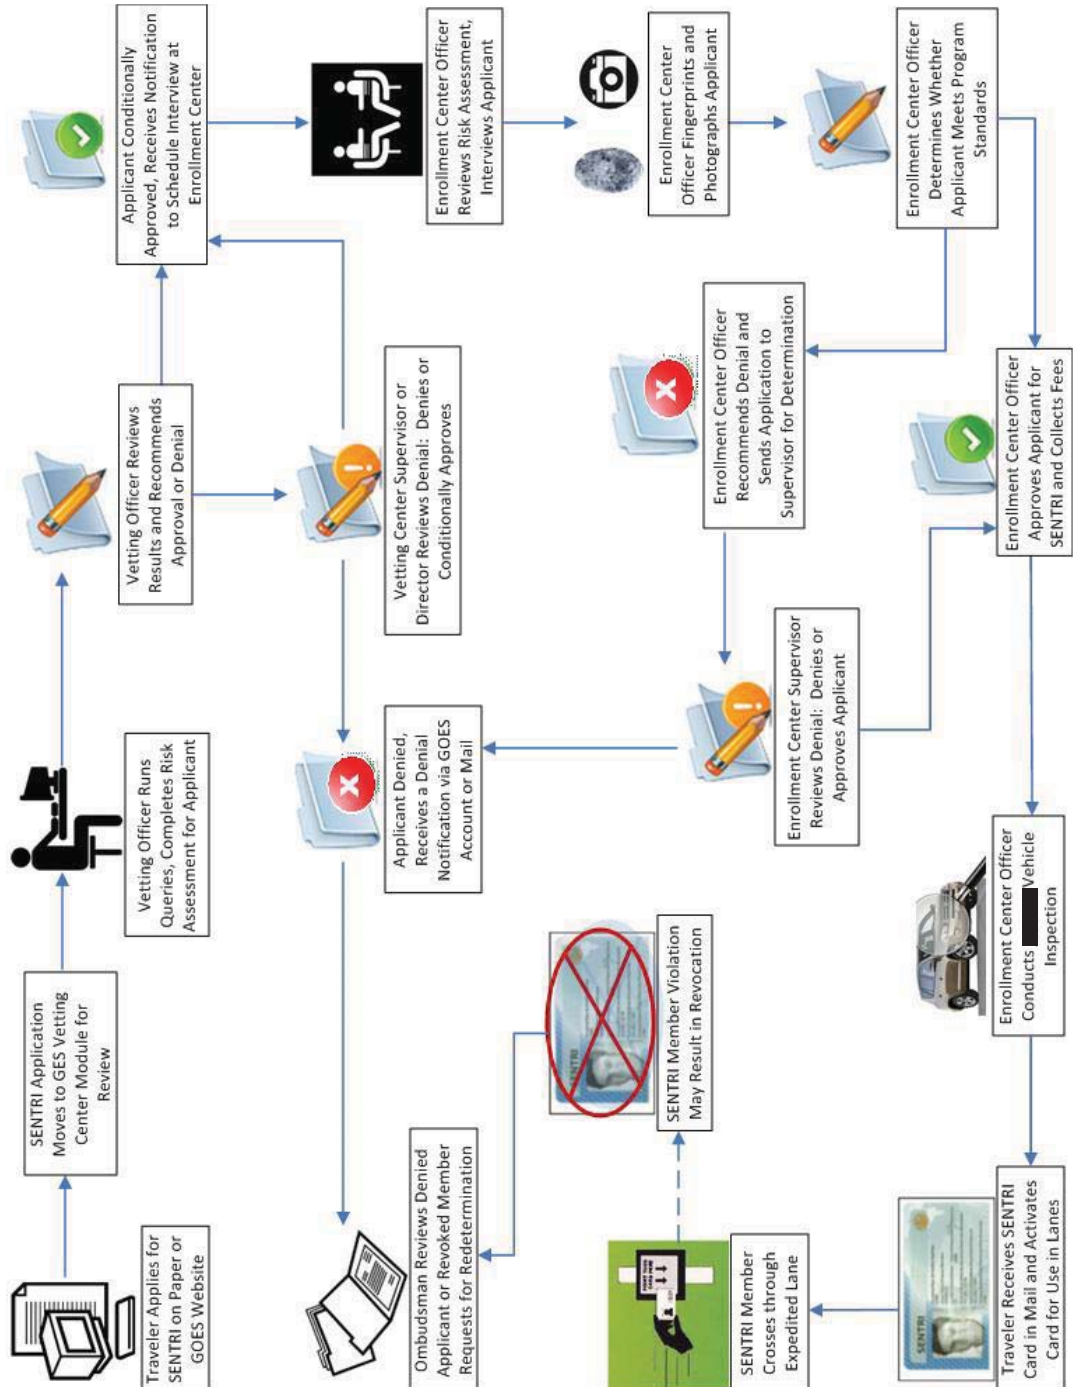 Traveler Applies for
SENTRI on Paper or
GOES Website
SENTRI Application
Moves to GES Vetting
Center Module for
Review
Vetting Officer Runs
Queries, Completes Risk
Assessment for Applicant
Vetting Officer Reviews
Results and Recommends
Approval or Denial
Applicant Conditionally
Approved, Receives Notification
to Schedule Interview at
Enrollment Center
Ombudsman Reviews Denied
Applicant or Revoked Member
Requests for Redetermination
Applicant Denied,
Receives a Denial
Notification via GOES
Account or Mail
Vetting Center Supervisor or
Director Reviews Denial: Denies or
Conditionally Approves
Enrollment Center Officer
Reviews Risk Assessment,
Interviews Applicant
SENTRI
SENTRI Member Violation
May Result in Revocation
Enrollment Center
Officer Fingerprints and
Photographs Applicant
SENTRI Member
Crosses through
Expedited Lane
Enrollment Center Supervisor
Reviews Denial: Denies or
Approves Applicant
Enrollment Center Officer
Recommends Denial and
Sends Application to
Supervisor for Determination
Enrollment Center Officer
Determines Whether
Applicant Meets Program
Standards
SENTRI
Traveler Receives SENTRI
Card in Mail and Activates
Card for Use in Lanes
Enrollment Center Officer
Conducts Vehicle
Inspection
Enrollment Center Officer
Approves Applicant for
SENTRI and Collects Fees